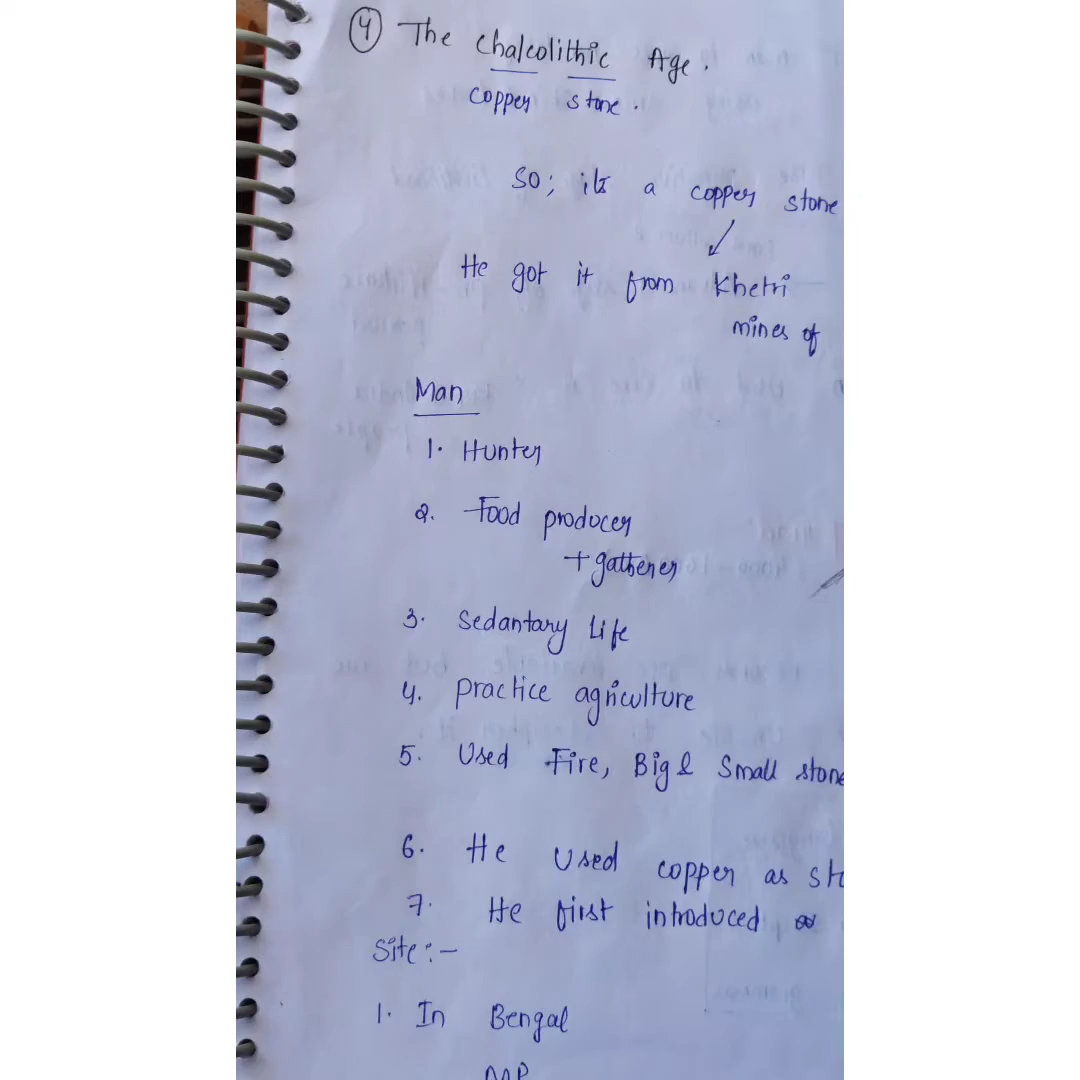 ④ The Chalcolithic Age.
copper stone.
So; its a copper stone
He got it from Khetri
mines of
Man
1. Hunter
2. Food producer
+ gatherer
3. Sedantary Life
4. Practice agriculture
5. Used Fire, Big & Small stone
6. He used copper as
7. He first introduced
Site:-
1. In Bengal